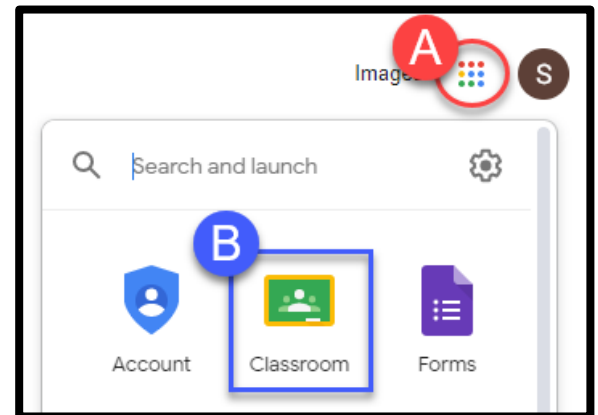 A
Images
S
Search and launch
B
Account
Classroom
Forms